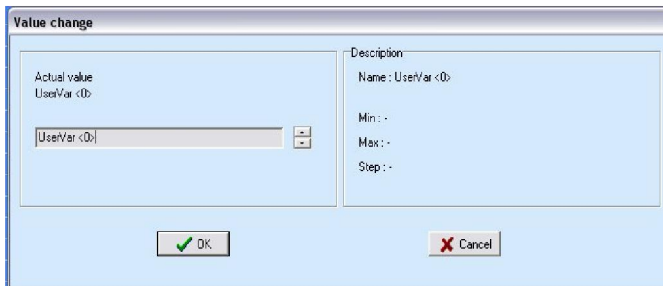 Value change
Actual value
UserVar <0>
UserVar <0>
Description
Name : UserVar <0>
Min : -
Max : -
Step : -
OK
Cancel